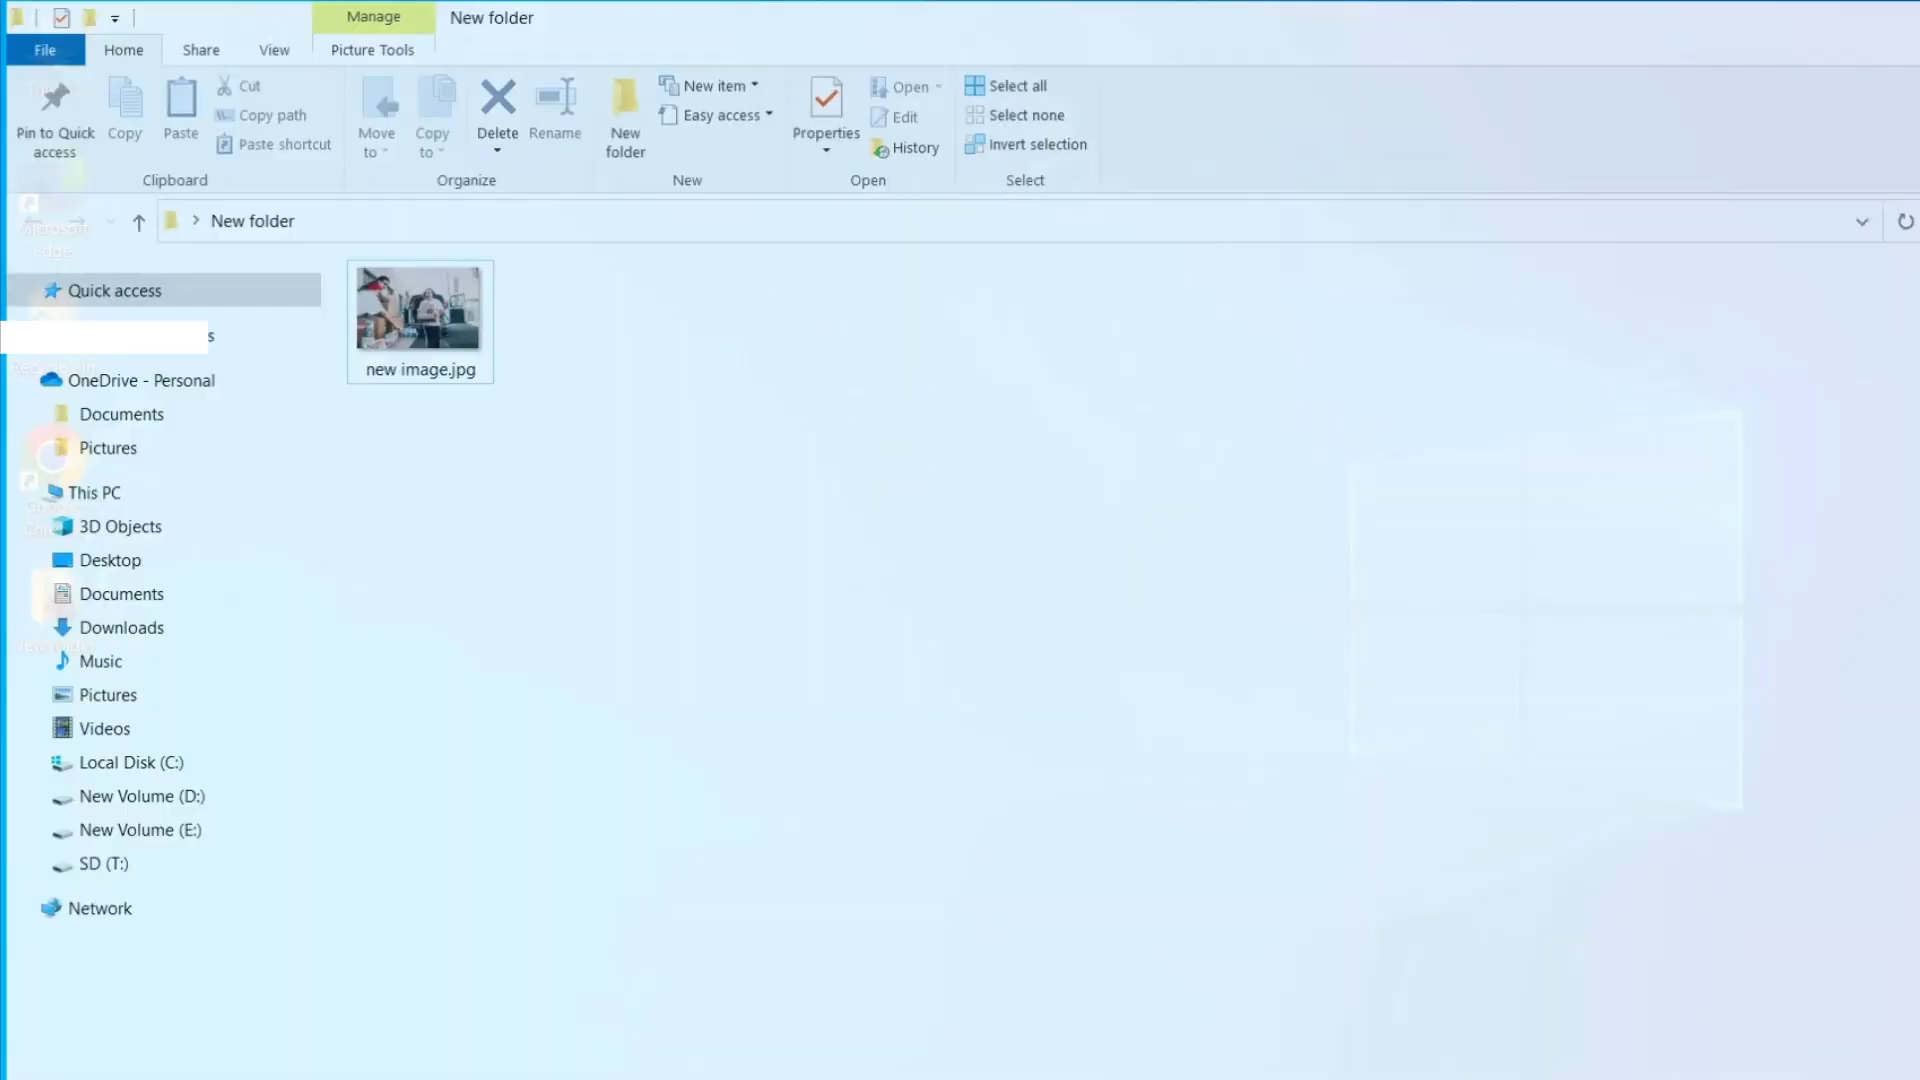 Manage
New folder
File
Home
Share
View
Picture Tools
Pin to Quick
access
Copy
Paste
Cut
Copy path
Paste shortcut
Clipboard
Move
to
Copy
to
Delete
Rename
Organize
New
folder
New item
Easy access
New
Properties
Open
Edit
History
Open
Select all
Select none
Invert selection
Select
New folder
Microsoft
Edge
Quick access
s
OneDrive - Personal
Documents
Pictures
This PC
3D Objects
Desktop
Documents
Downloads
Music
Pictures
Videos
Local Disk (C:)
New Volume (D:)
New Volume (E:)
SD (T:)
Network
new image.jpg